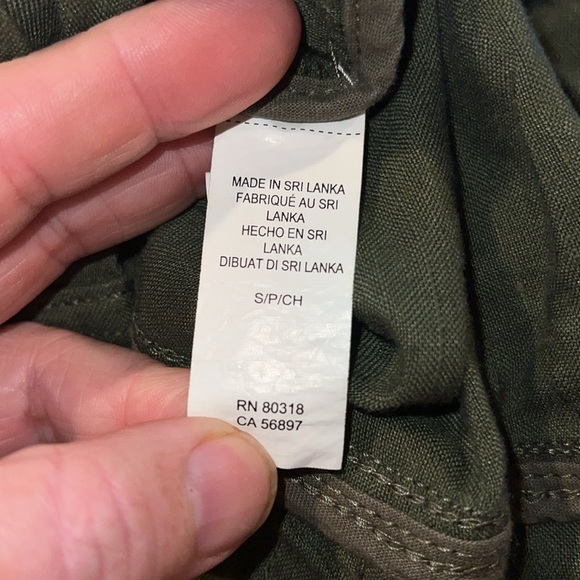 MADE IN SRI LANKA
FABRIQUÉ AU SRI
LANKA
HECHO EN SRI
LANKA
DIBUAT DI SRI LANKA
S/P/CH
RN 80318
CA 56897